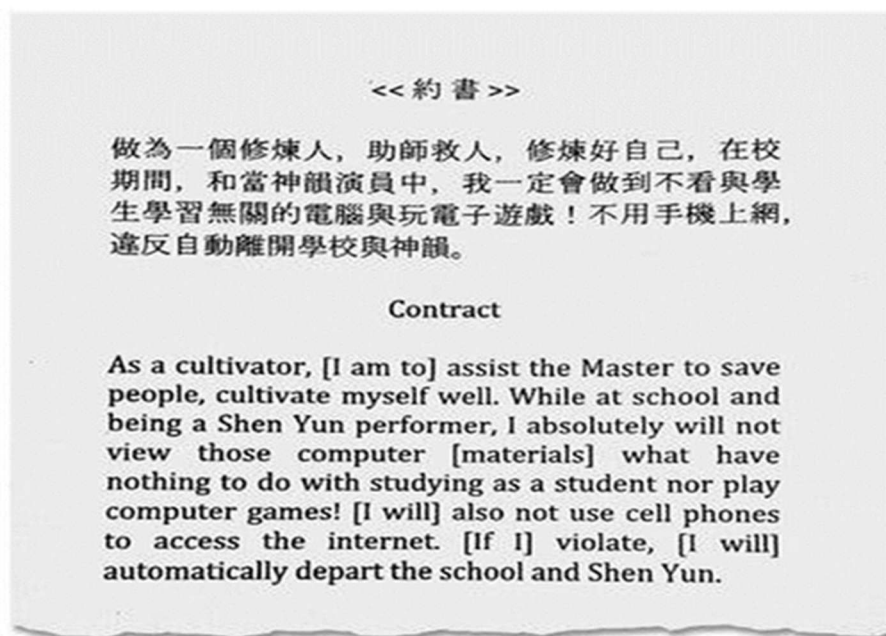 << 約 書 >>
做為一個修煉人，助師救人，修煉好自己，在校
期間，和當神韻演員中，我一定會做到不看與學
生學習無關的電腦與玩電子遊戲！不用手機上網，
違反自動離開學校與神韻。
Contract
As a cultivator, [I am to] assist the Master to save
people, cultivate myself well. While at school and
being a Shen Yun performer, I absolutely will not
view those computer [materials] what have
nothing to do with studying as a student nor play
computer games! [I will] also not use cell phones
to access the internet. [If I] violate, [I will]
automatically depart the school and Shen Yun.